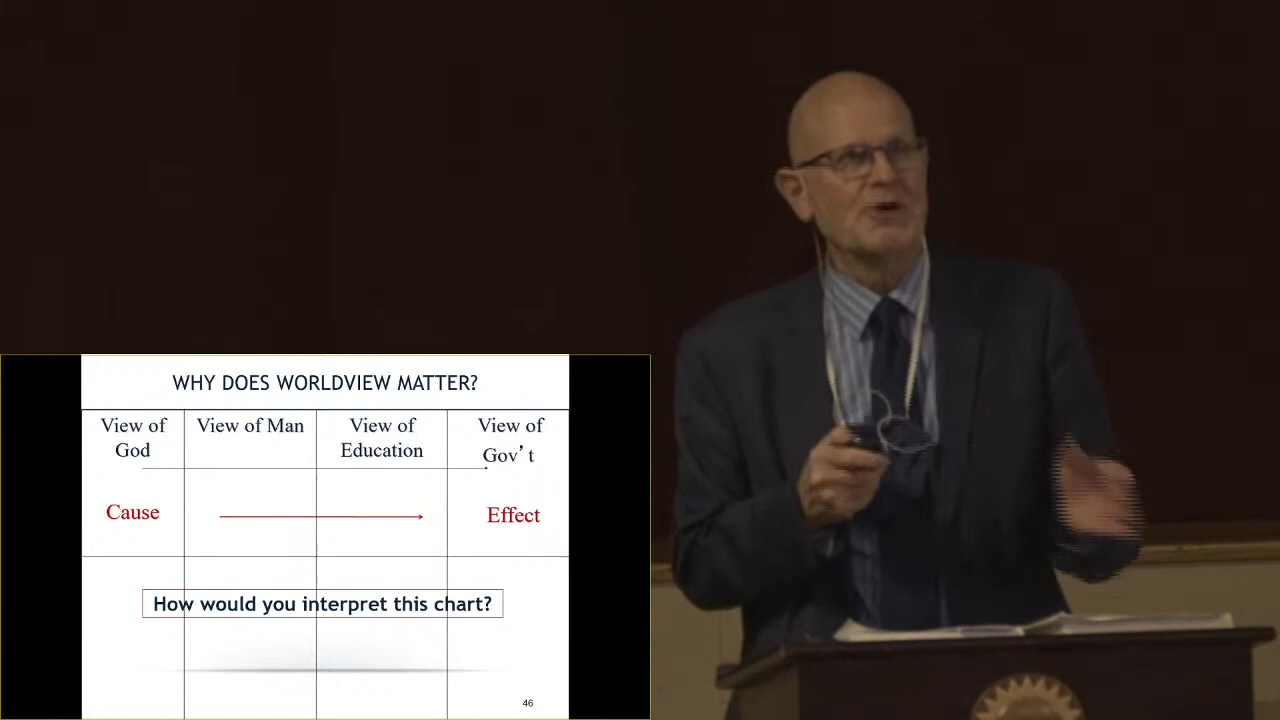 WHY DOES WORLDVIEW MATTER?
View of God
View of Man
View of Education
View of Gov’t
Cause
Effect
How would you interpret this chart?
46